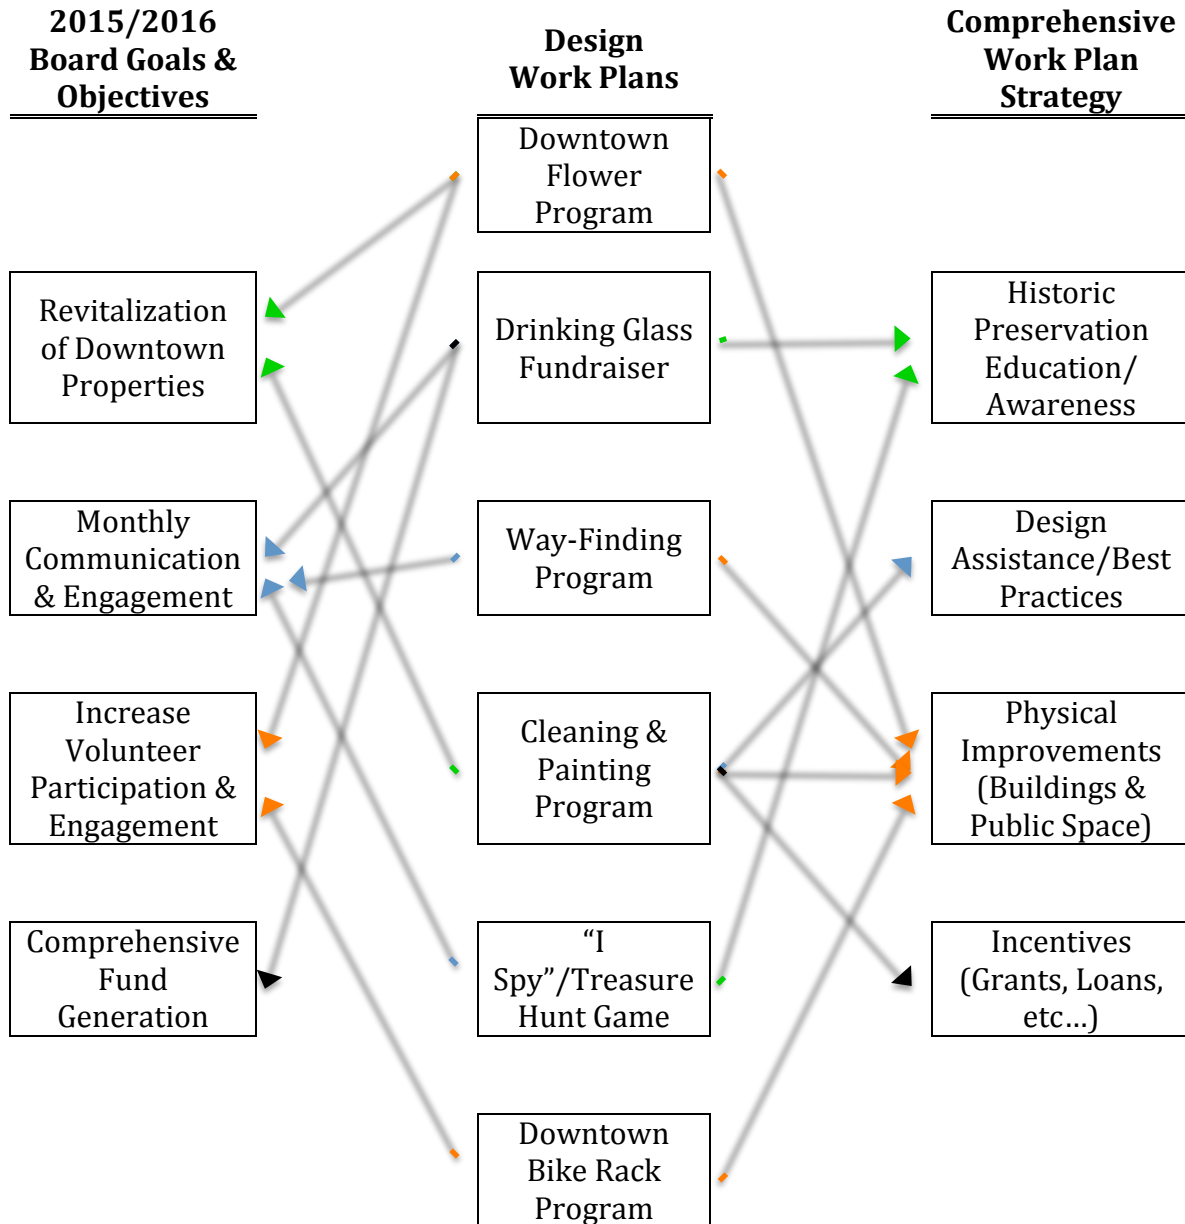 2015/2016
Board Goals &
Objectives
Design
Work Plans
Comprehensive
Work Plan
Strategy
Downtown
Flower
Program
Revitalization
of Downtown
Properties
Drinking Glass
Fundraiser
Historic
Preservation
Education/
Awareness
Monthly
Communication
& Engagement
Way-Finding
Program
Design
Assistance/Best
Practices
Increase
Volunteer
Participation &
Engagement
Cleaning &
Painting
Program
Physical
Improvements
(Buildings &
Public Space)
Comprehensive
Fund
Generation
“I
Spy”/Treasure
Hunt Game
Incentives
(Grants, Loans,
etc…)
Downtown
Bike Rack
Program